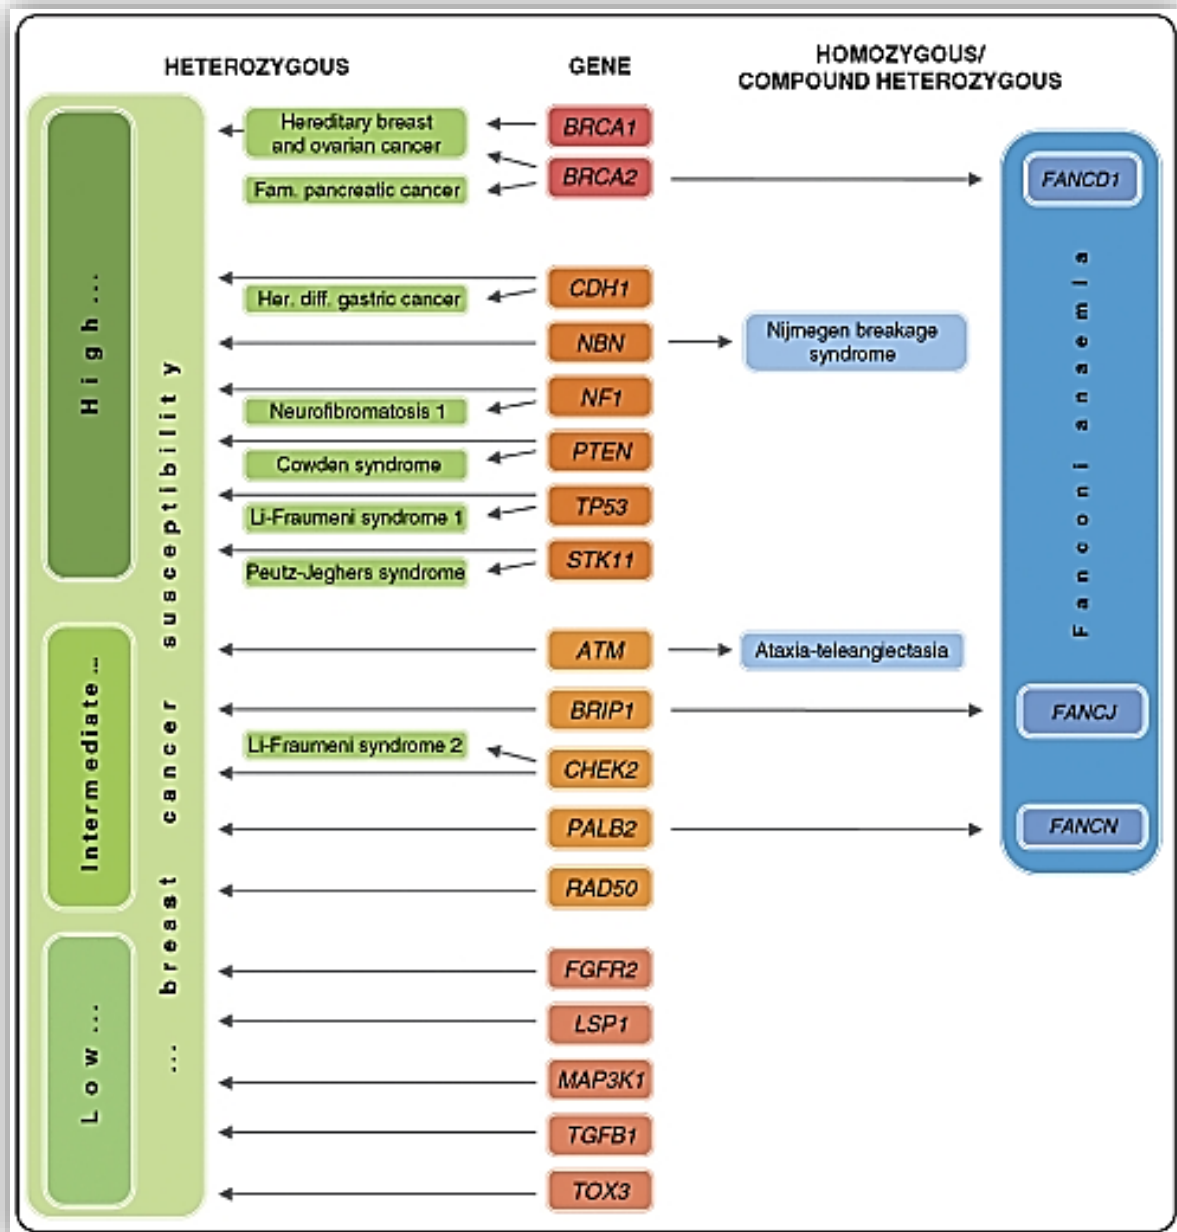 HETEROZYGOUS
GENE
HOMOZYGOUS/
COMPOUND HETEROZYGOUS
High...
Intermediate...
Low...
... breast cancer susceptibility
Hereditary breast
and ovarian cancer
BRCA1
Fam. pancreatic cancer
BRCA2
FANCD1
Her. diff. gastric cancer
CDH1
NBN
Nijmegen breakage
syndrome
Neurofibromatosis 1
NF1
Cowden syndrome
PTEN
Li-Fraumeni syndrome 1
TP53
Peutz-Jeghers syndrome
STK11
Fanconi anaemia
ATM
Ataxia-teleangiectasia
BRIP1
FANCJ
Li-Fraumeni syndrome 2
CHEK2
PALB2
FANCN
RAD50
FGFR2
LSP1
MAP3K1
TGFB1
TOX3